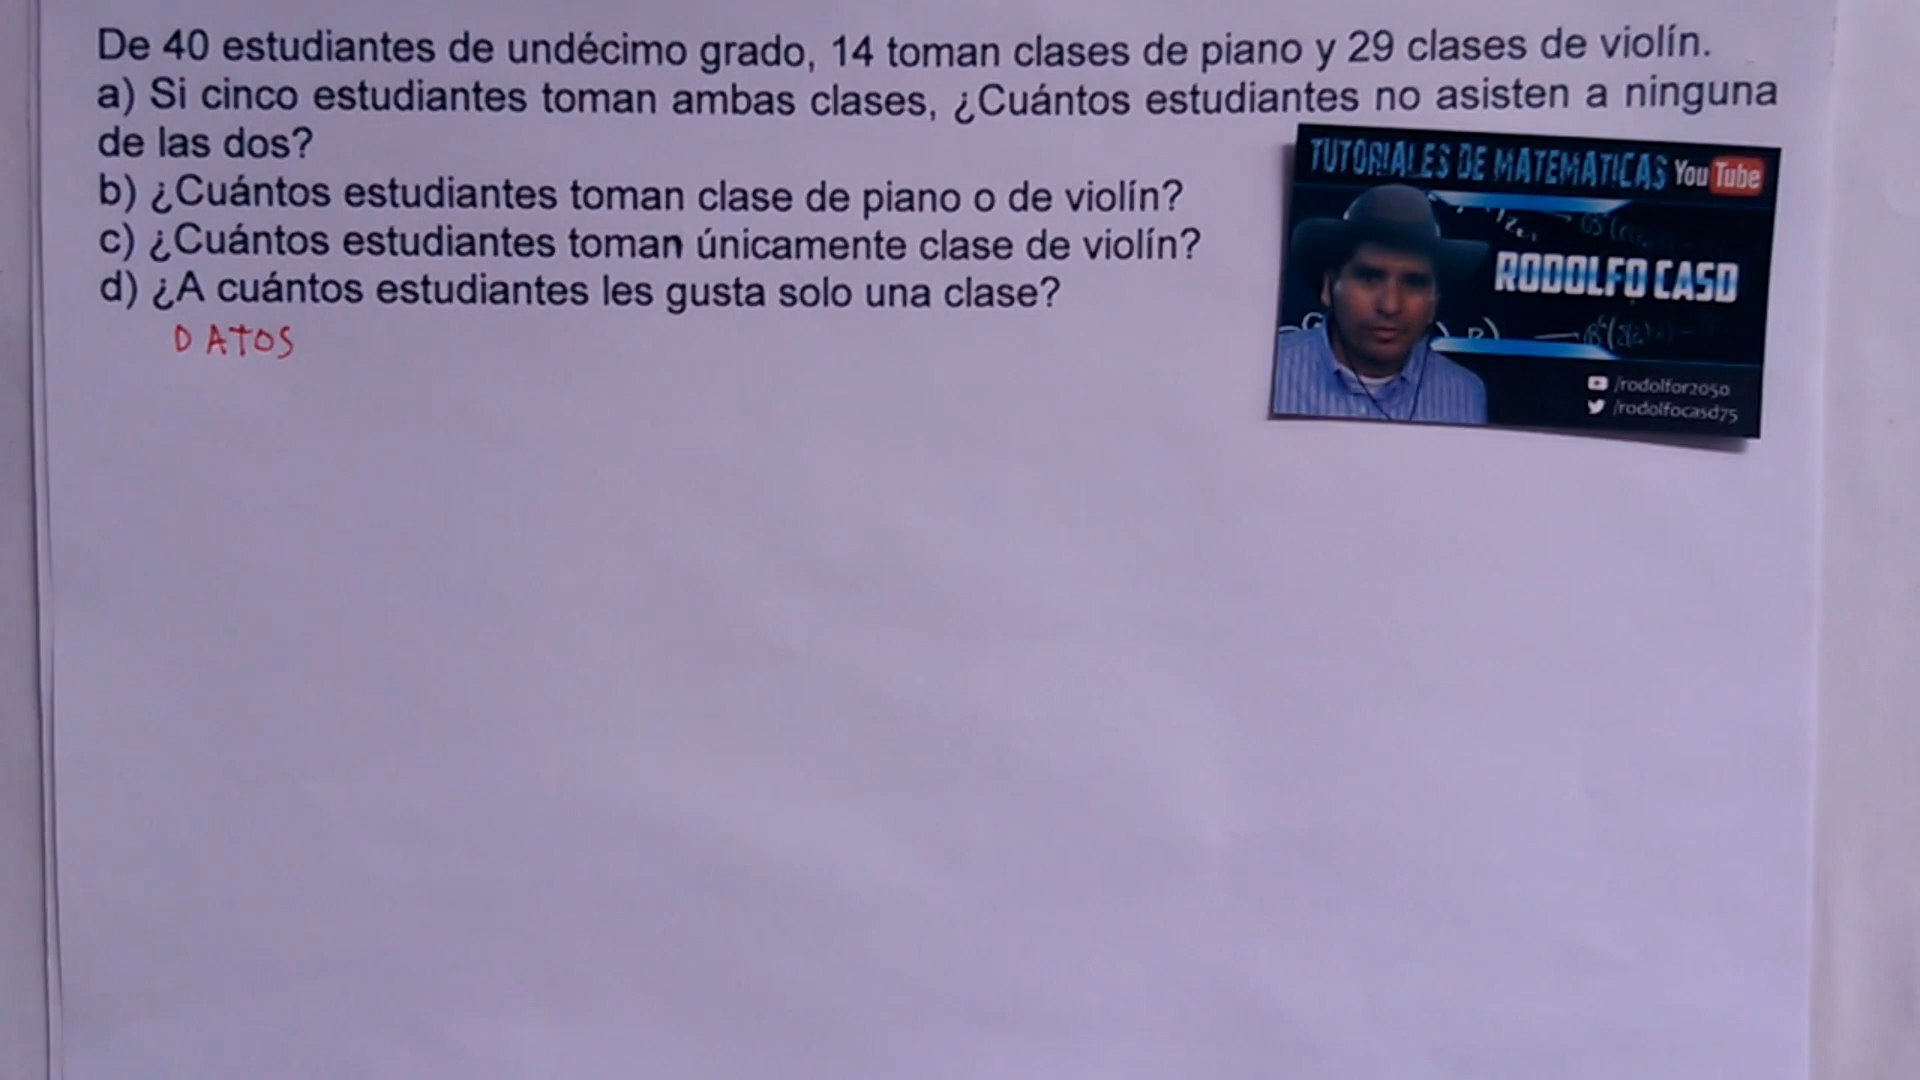 De 40 estudiantes de undécimo grado, 14 toman clases de piano y 29 clases de violín.
a) Si cinco estudiantes toman ambas clases, ¿Cuántos estudiantes no asisten a ninguna
de las dos?
b) ¿Cuántos estudiantes toman clase de piano o de violín?
c) ¿Cuántos estudiantes toman únicamente clase de violín?
d) ¿A cuántos estudiantes les gusta solo una clase?
DATOS
TUTORIALES DE MATEMATICAS YouTube
RODOLFO CASD
/rodolfor2050
/rodolfocasd75